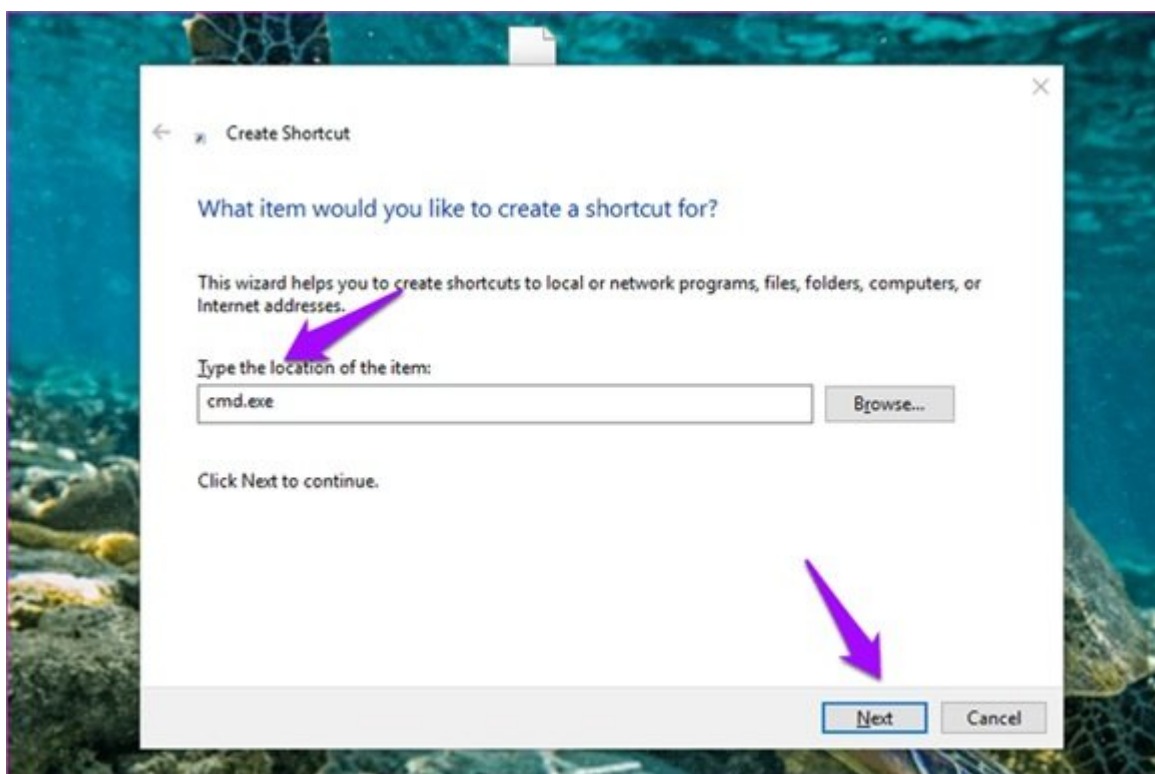 Create Shortcut
What item would you like to create a shortcut for?
This wizard helps you to create shortcuts to local or network programs, files, folders, computers, or
Internet addresses.
Type the location of the item:
cmd.exe
Browse...
Click Next to continue.
Next
Cancel